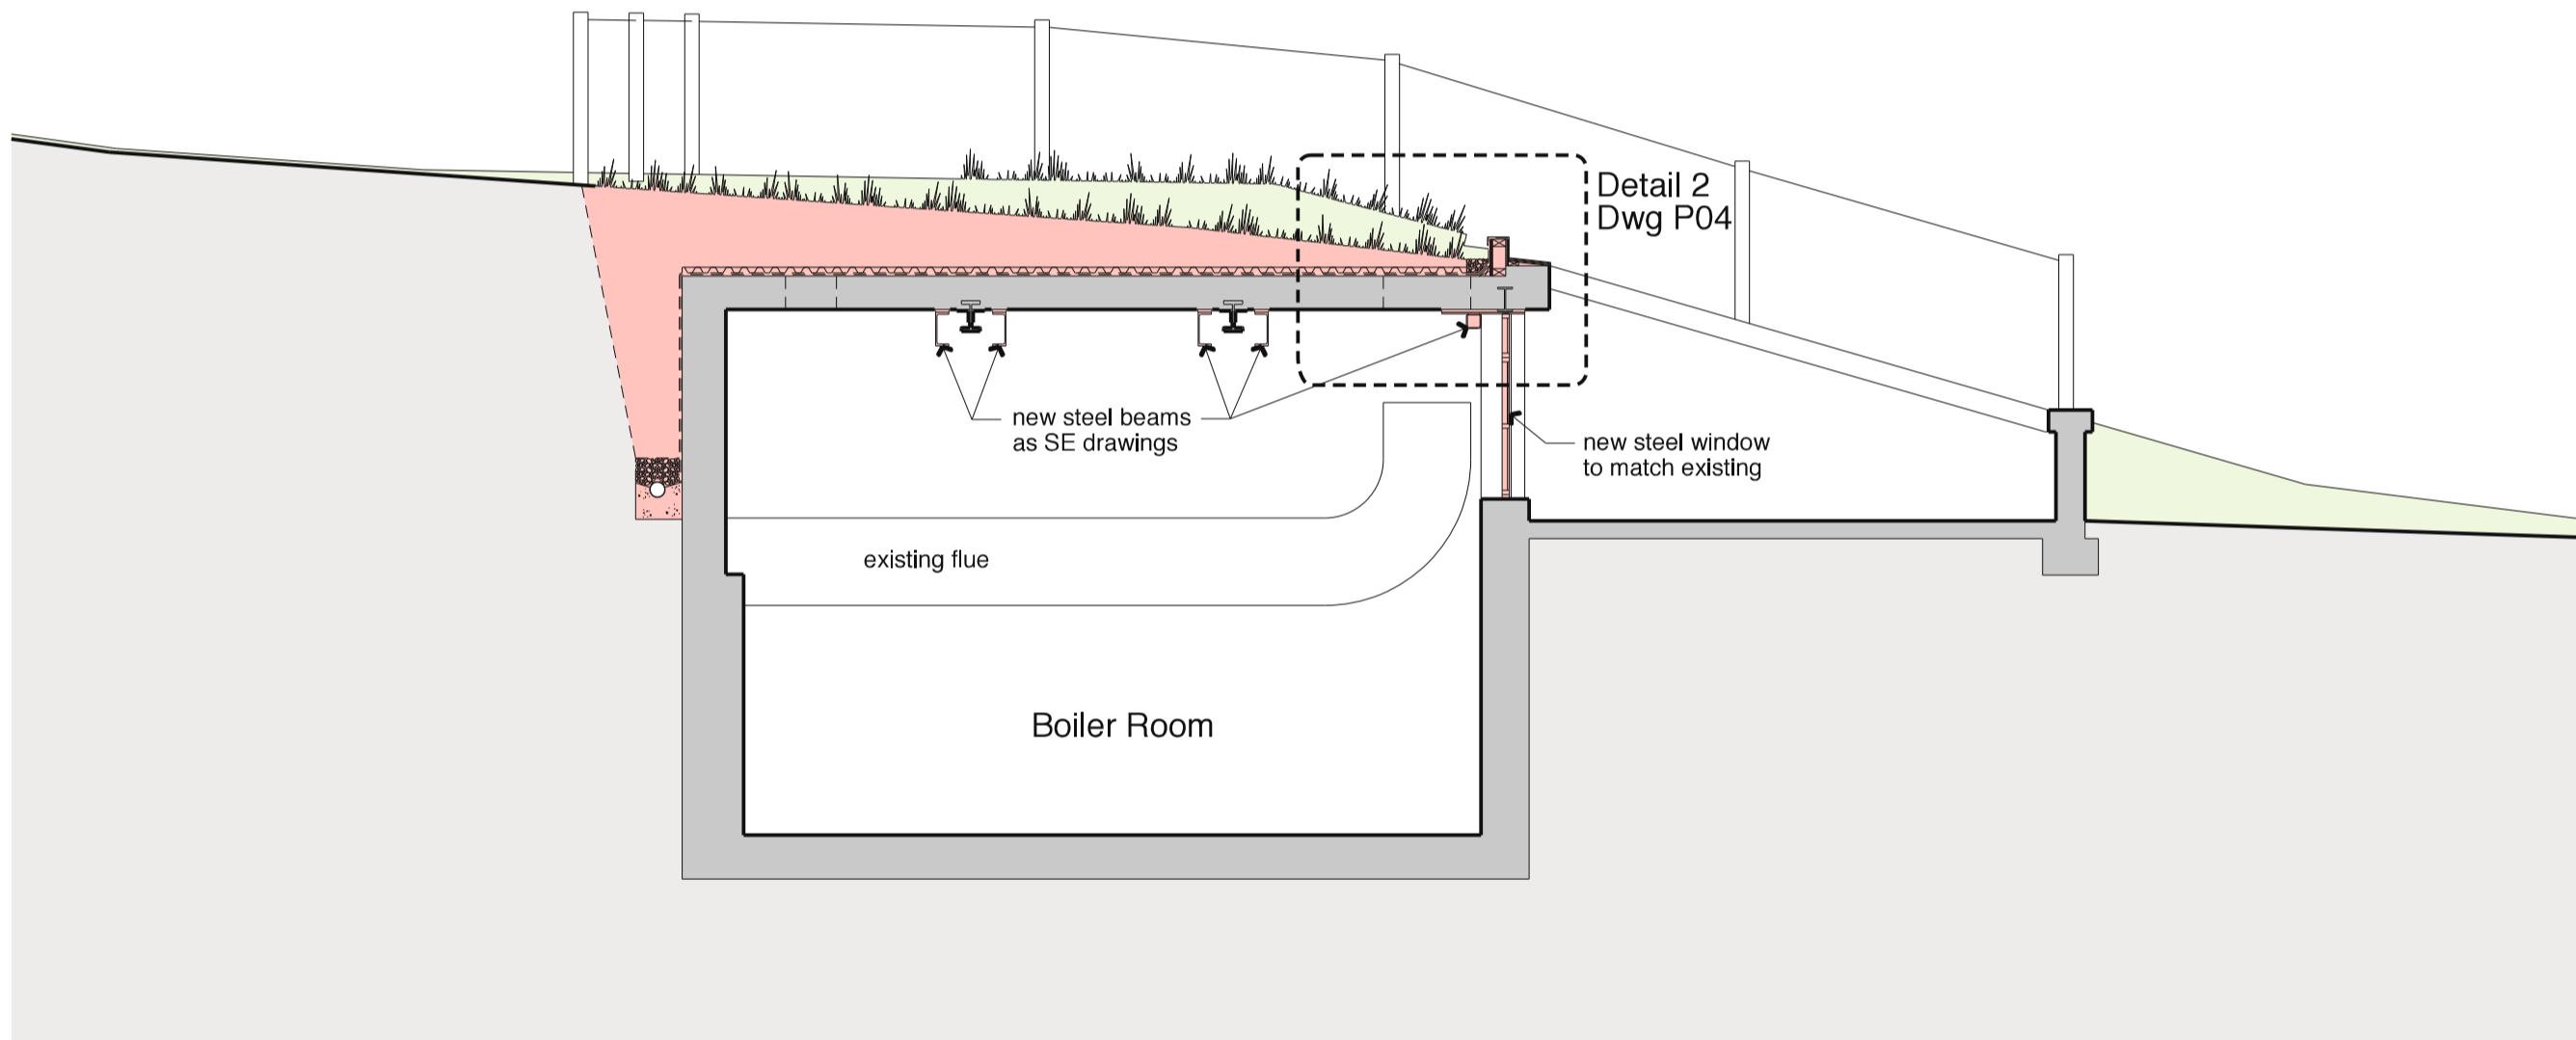 Detail 2
Dwg P04
new steel beams
as SE drawings
new steel window
to match existing
existing flue
Boiler Room